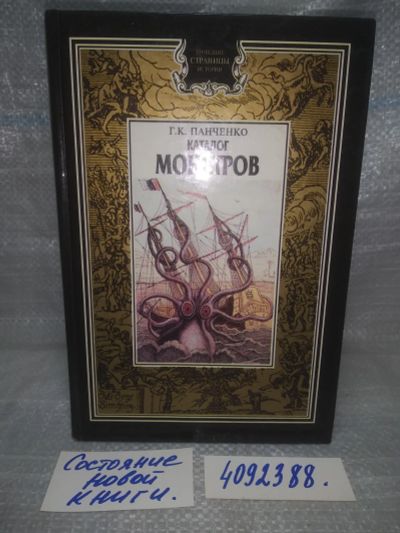 СТРАНИЦЫ
ИСТОРИИ
Г.К. ПАНЧЕНКО
КАТАЛОГ
МОНСТРОВ
Состояние
новой
книги.
4092388.